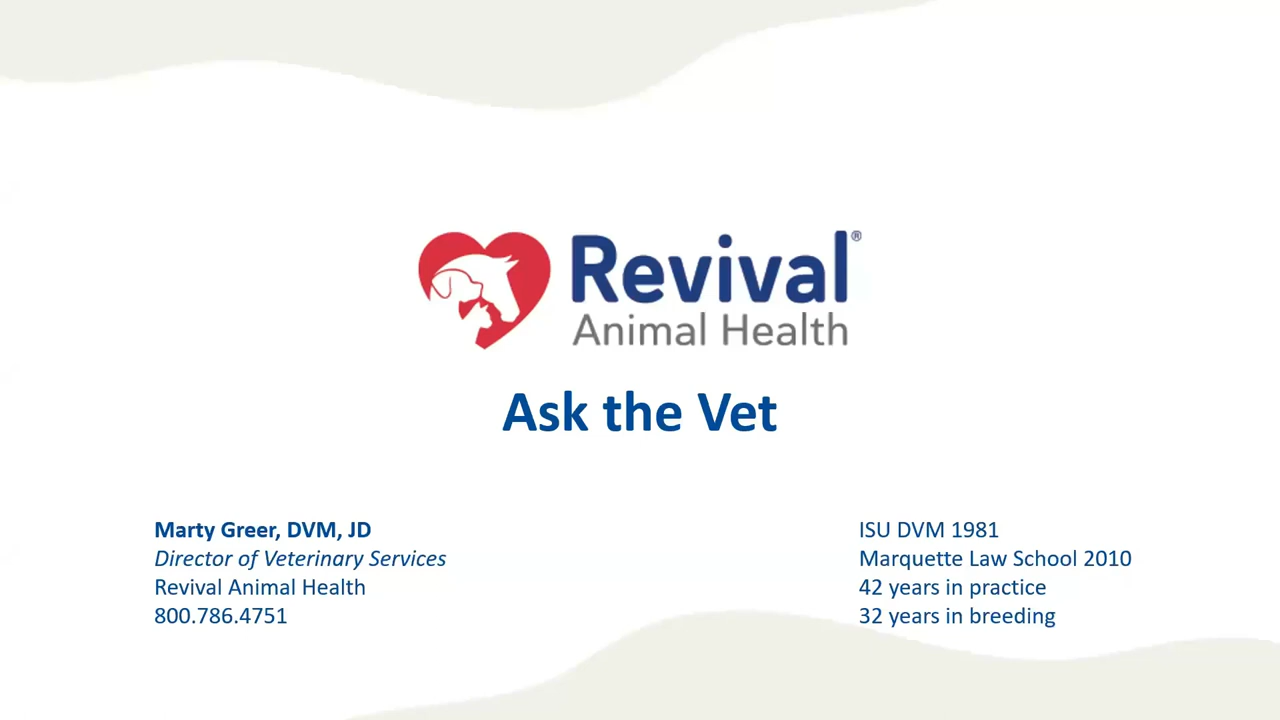 Revival®
Animal Health
Ask the Vet
Marty Greer, DVM, JD
Director of Veterinary Services
Revival Animal Health
800.786.4751
ISU DVM 1981
Marquette Law School 2010
42 years in practice
32 years in breeding